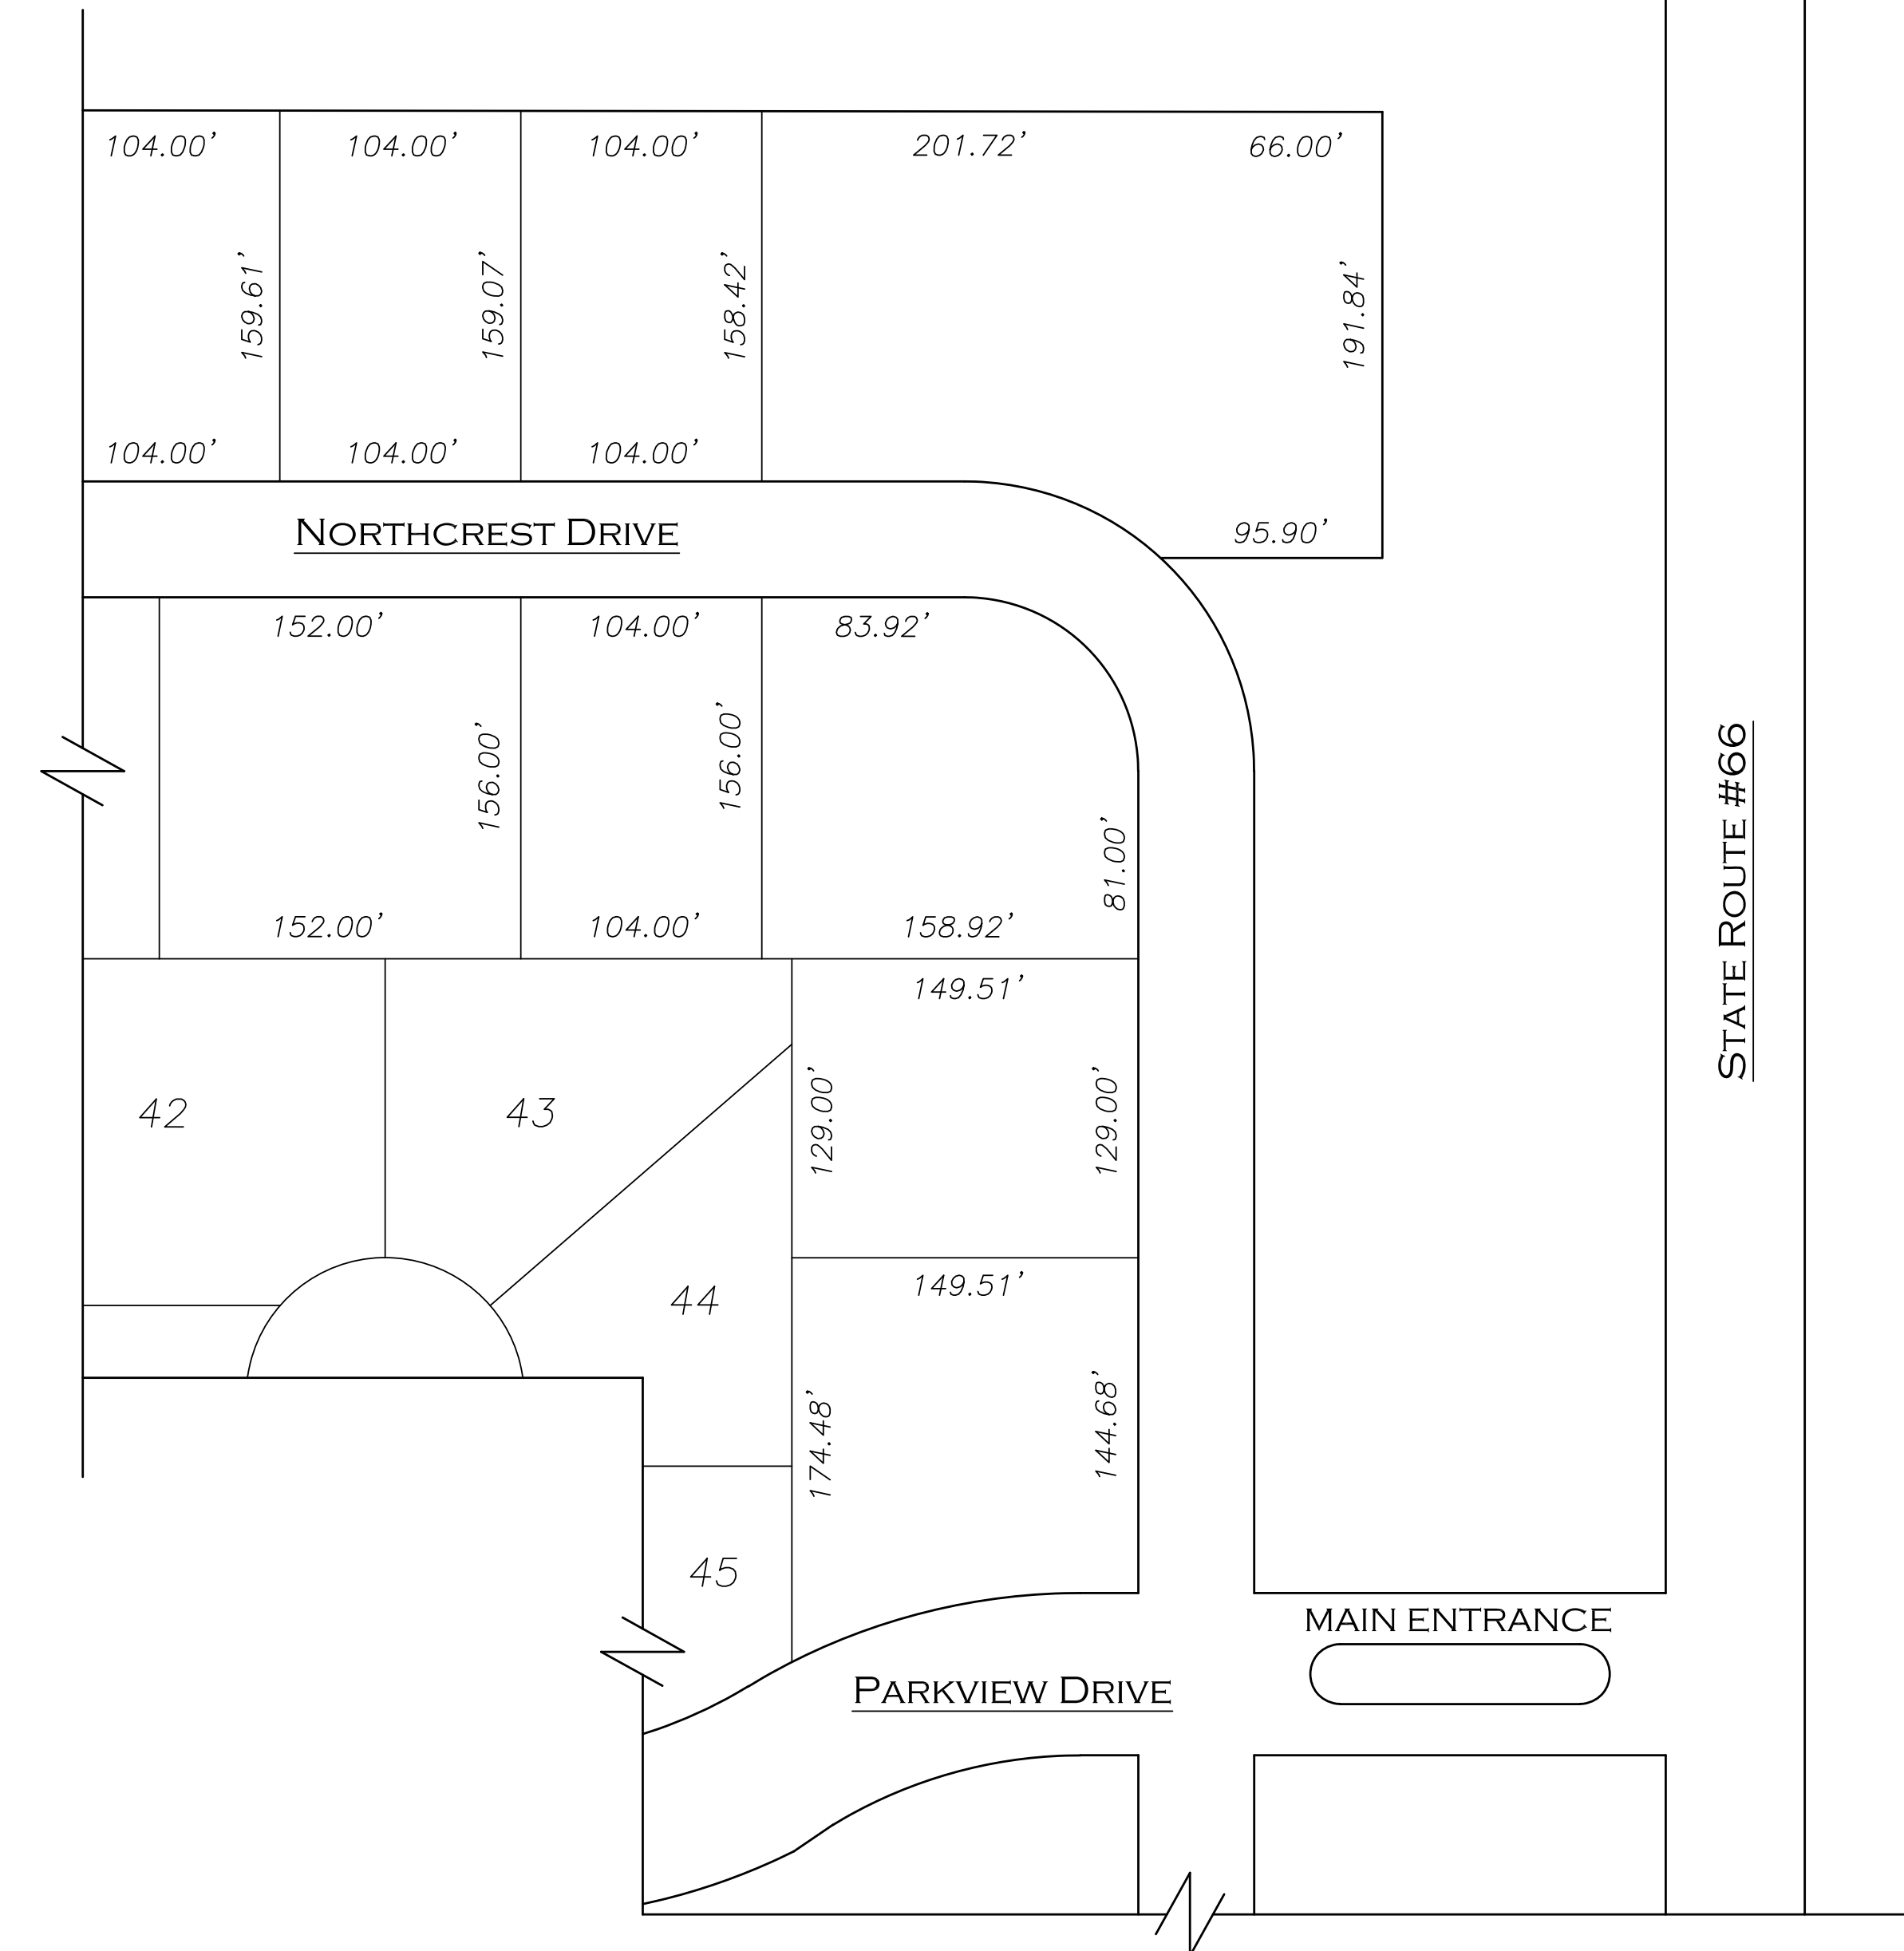 104.00' 104.00' 104.00' 201.72' 66.00'
159.61' 159.07' 158.42' 191.84'
104.00' 104.00' 104.00'
NORTHCREST DRIVE
95.90'
152.00' 104.00' 83.92'
156.00' 156.00' 81.00'
152.00' 104.00' 158.92'
STATE ROUTE #66
149.51'
42 43 129.00' 129.00'
44 149.51'
174.48' 144.68'
45
MAIN ENTRANCE
PARKVIEW DRIVE